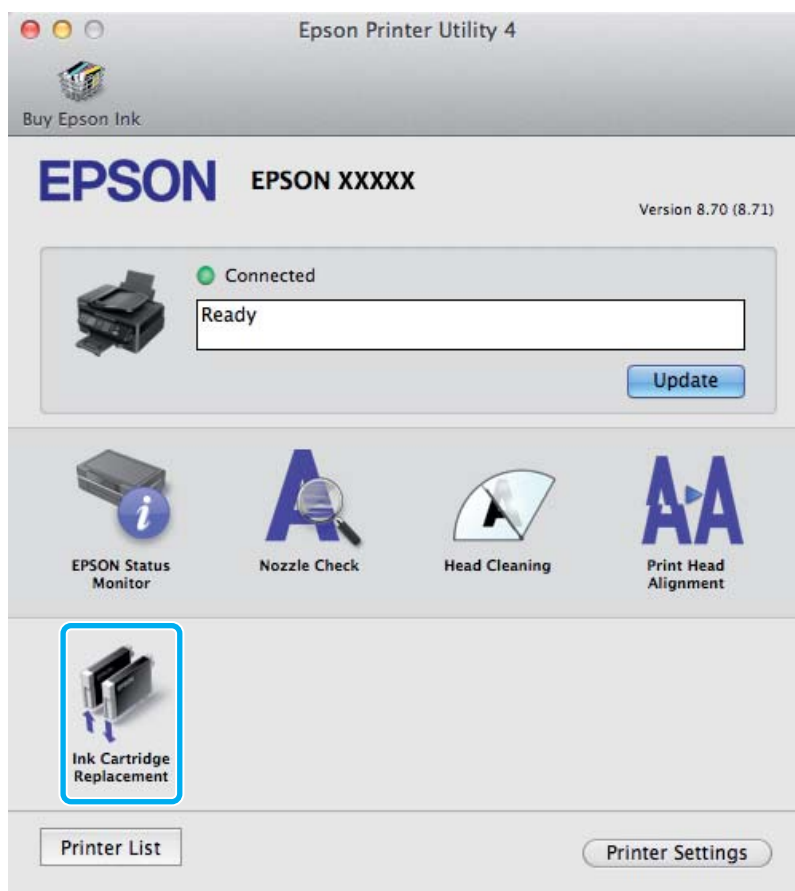 Epson Printer Utility 4
Buy Epson Ink
EPSON
EPSON XXXXX
Version 8.70 (8.71)
Connected
Ready
Update
EPSON Status
Monitor
Nozzle Check
Head Cleaning
Print Head
Alignment
Ink Cartridge
Replacement
Printer List
Printer Settings